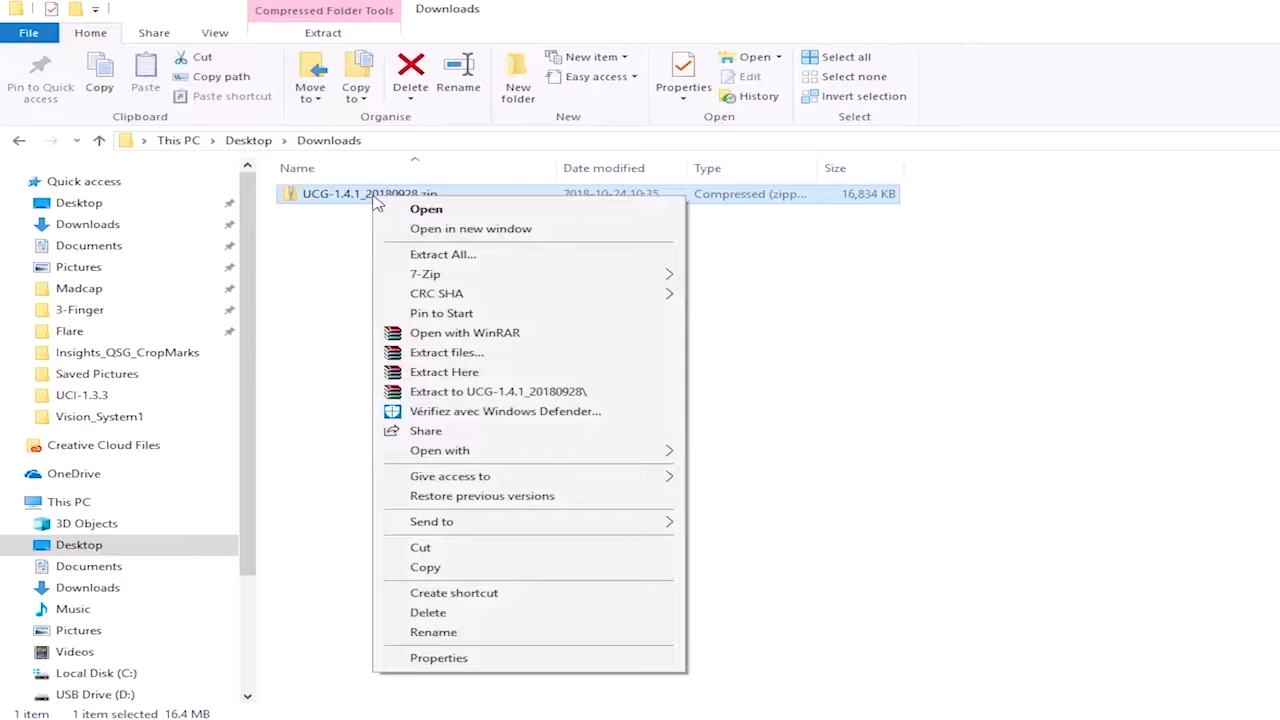 Compressed Folder Tools
Downloads
File
Home
Share
View
Extract
Pin to Quick access
Copy
Paste
Cut
Copy path
Paste shortcut
Clipboard
Move to
Copy to
Delete
Rename
Organise
New folder
New item
Easy access
New
Properties
Open
Edit
History
Open
Select all
Select none
Invert selection
Select
This PC
Desktop
Downloads
Name
Date modified
Type
Size
UCG-1.4.1_20180928.zip
2018-10-24 10:35
Compressed (zipp...
16,834 KB
Quick access
Desktop
Downloads
Documents
Pictures
Madcap
3-Finger
Flare
Insights_QSG_CropMarks
Saved Pictures
UCI-1.3.3
Vision_System1
Creative Cloud Files
OneDrive
This PC
3D Objects
Desktop
Documents
Downloads
Music
Pictures
Videos
Local Disk (C:)
USB Drive (D:)
Open
Open in new window
Extract All...
7-Zip
CRC SHA
Pin to Start
Open with WinRAR
Extract files...
Extract Here
Extract to UCG-1.4.1_20180928\
Vérifiez avec Windows Defender...
Share
Open with
Give access to
Restore previous versions
Send to
Cut
Copy
Create shortcut
Delete
Rename
Properties
1 item
1 item selected 16.4 MB